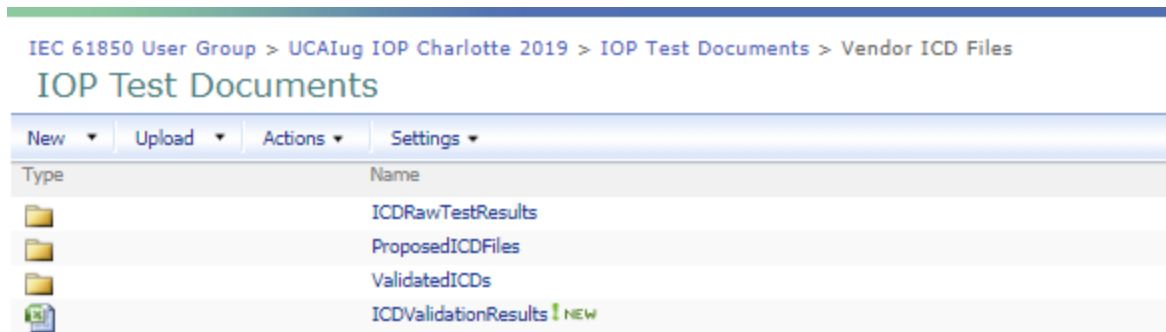 IEC 61850 User Group > UCAIug IOP Charlotte 2019 > IOP Test Documents > Vendor ICD Files
IOP Test Documents
New Upload Actions Settings
Type Name
ICDRawTestResults
ProposedICDFiles
ValidatedICDs
ICDValidationResults ! NEW